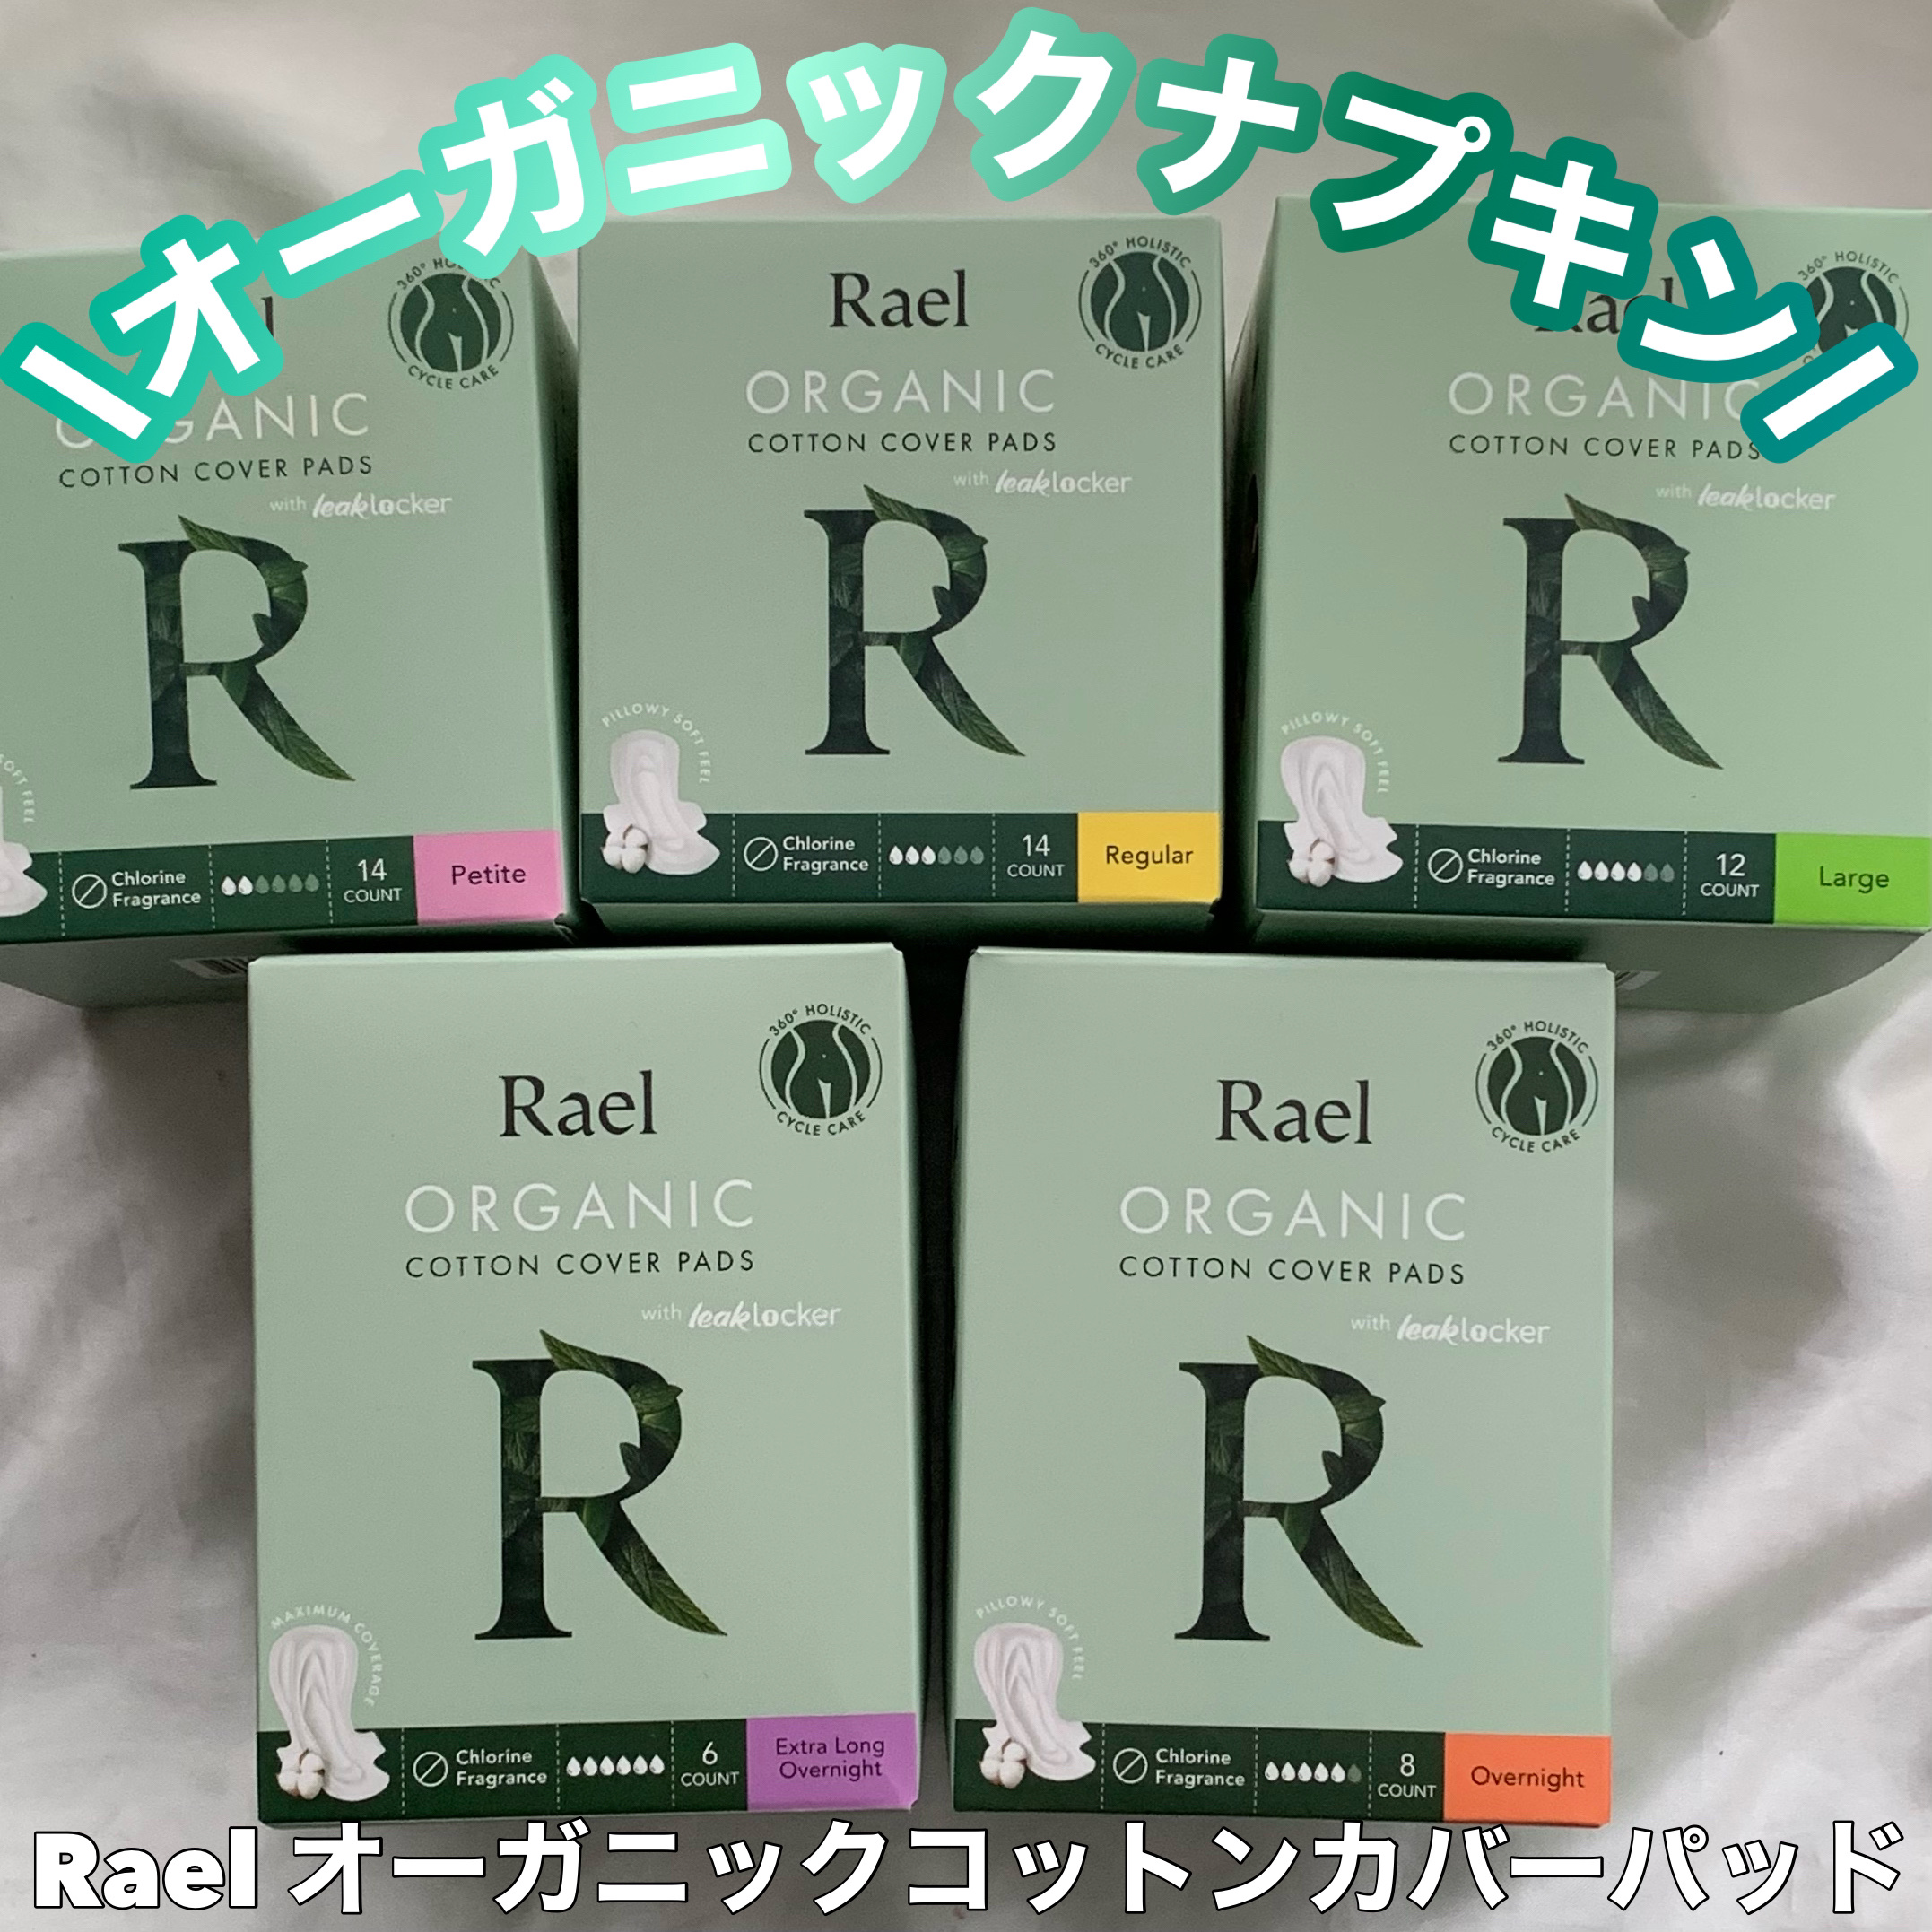 \オーガニックナプキン/
360° HOLISTIC
CYCLE CARE
ORGANIC
COTTON COVER PADS
with leaklocker
R
SOFT FEEL
Chlorine
Fragrance
14
COUNT
Petite
Rael
360° HOLISTIC
CYCLE CARE
ORGANIC
COTTON COVER PADS
with leaklocker
R
PILLOWY SOFT FEEL
Chlorine
Fragrance
14
COUNT
Regular
Rael
360° HOLISTIC
ORGANIC
COTTON COVER PADS
with leaklocker
R
PILLOWY SOFT FEEL
Chlorine
Fragrance
12
COUNT
Large
Rael
360° HOLISTIC
CYCLE CARE
ORGANIC
COTTON COVER PADS
with leaklocker
R
MAXIMUM COVERAGE
Chlorine
Fragrance
6
COUNT
Extra Long
Overnight
Rael
360° HOLISTIC
CYCLE CARE
ORGANIC
COTTON COVER PADS
with leaklocker
R
PILLOWY SOFT FEEL
Chlorine
Fragrance
8
COUNT
Overnight
Rael オーガニックコットンカバーパッド